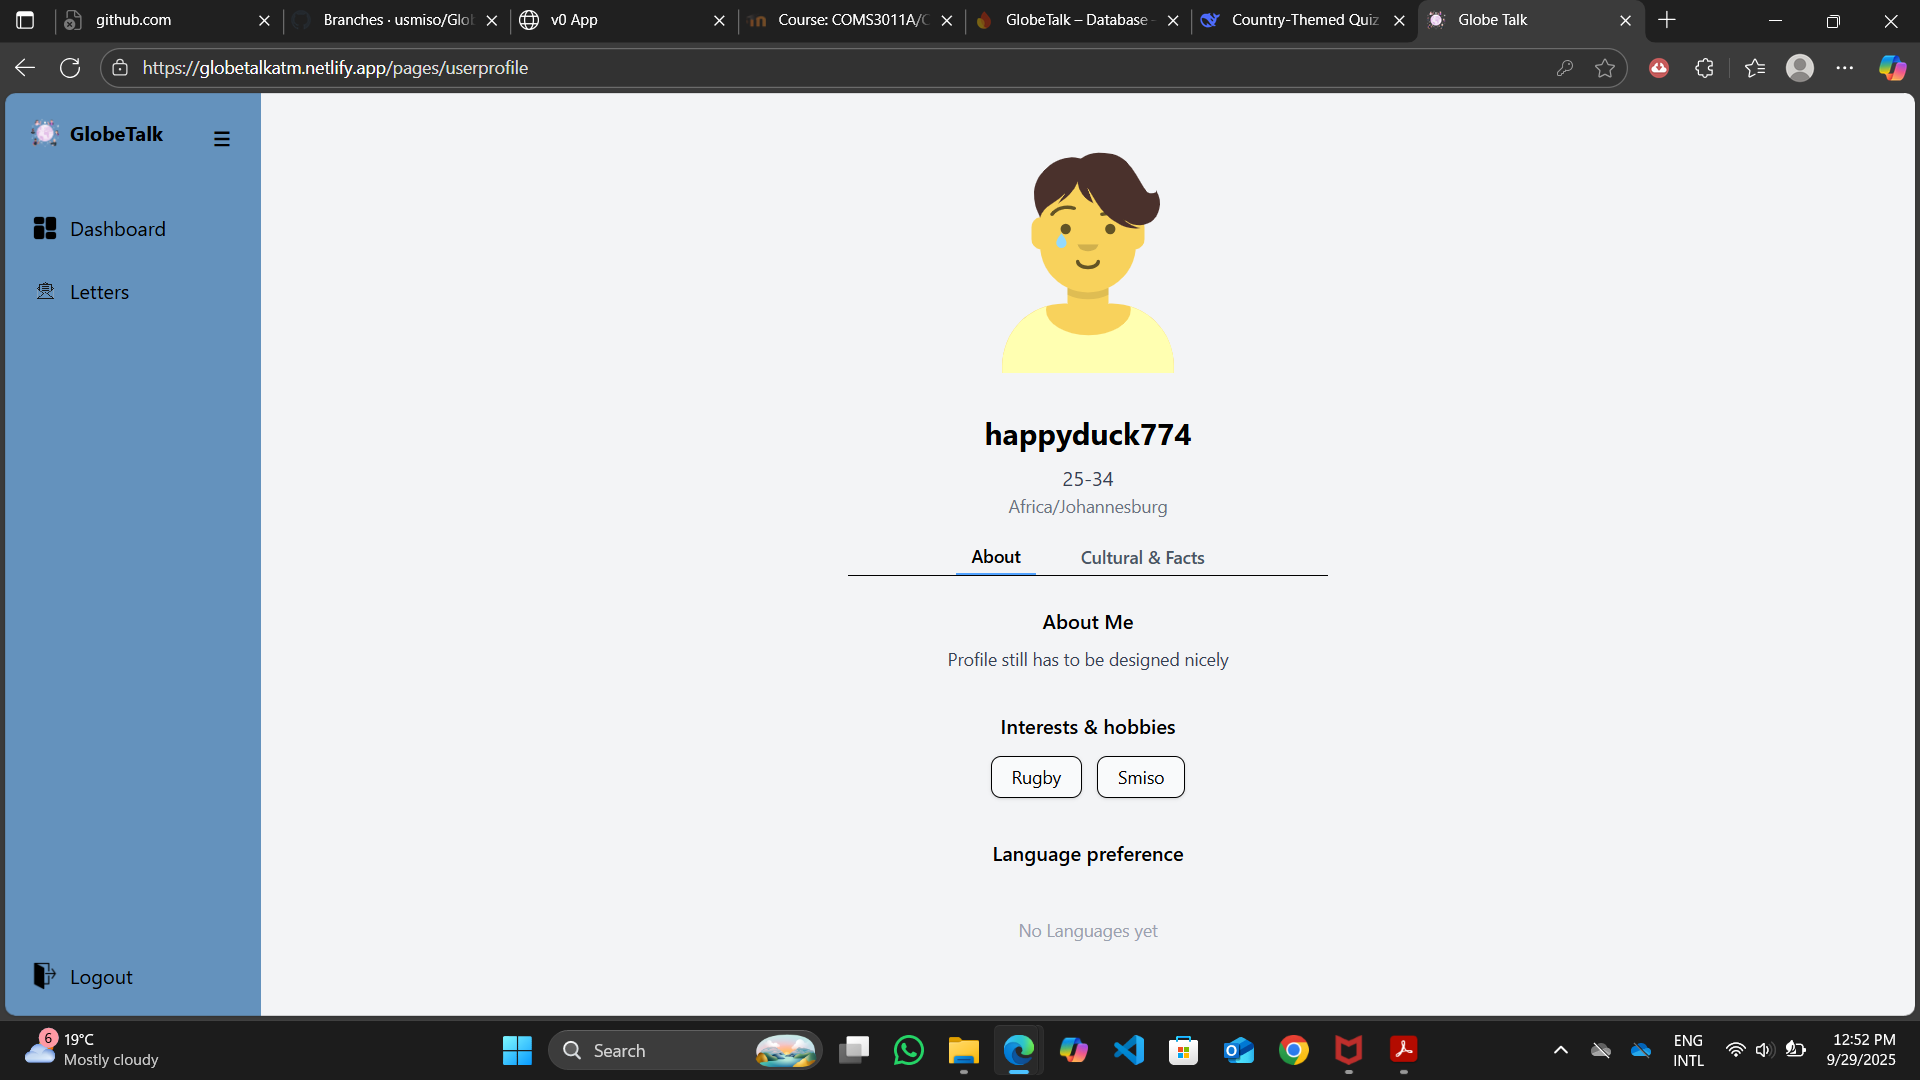 github.com
Branches · usmiso/Glob
v0 App
Course: COMS3011A/C
GlobeTalk – Database
Country-Themed Quiz
Globe Talk
https://globetalkatm.netlify.app/pages/userprofile
GlobeTalk
Dashboard
Letters
Logout
happyduck774
25-34
Africa/Johannesburg
About
Cultural & Facts
About Me
Profile still has to be designed nicely
Interests & hobbies
Rugby
Smiso
Language preference
No Languages yet
6
19°C
Mostly cloudy
Search
ENG
INTL
12:52 PM
9/29/2025